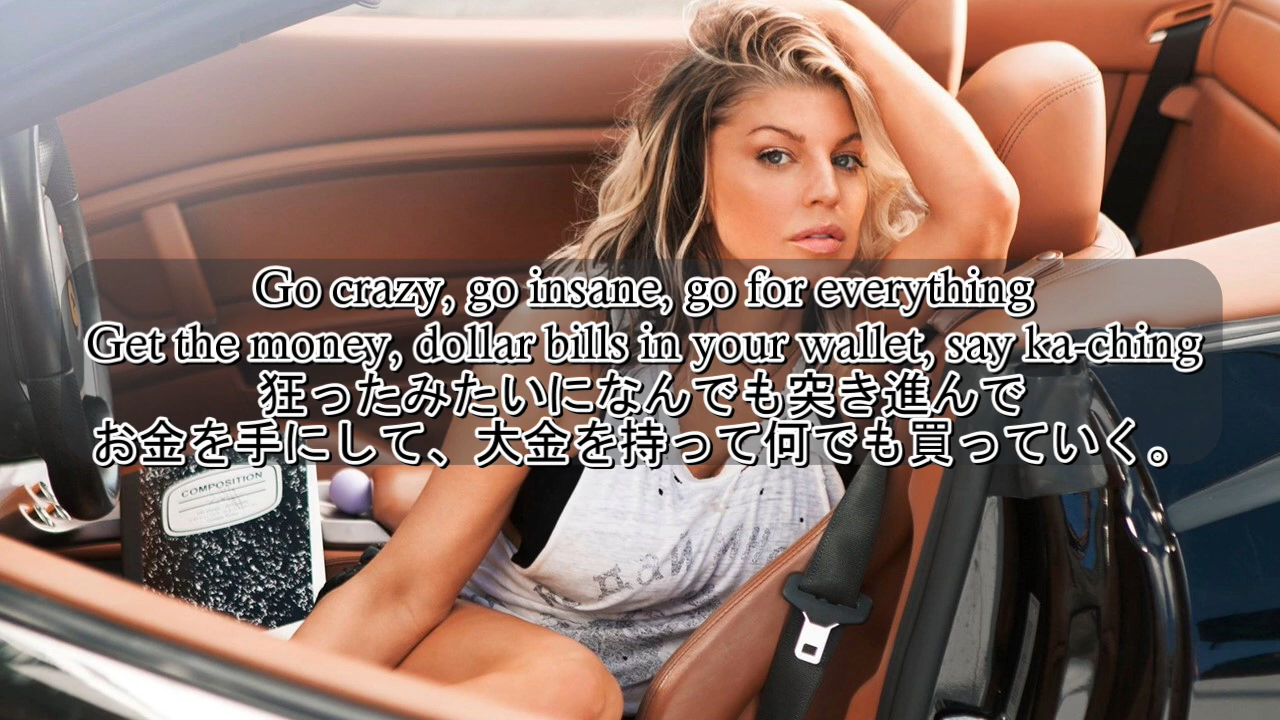 Go crazy, go insane, go for everything
Get the money, dollar bills in your wallet, say ka-ching
狂ったみたいになんでも突き進んで
お金を手にして、大金を持って何でも買っていく。
COMPOSITION